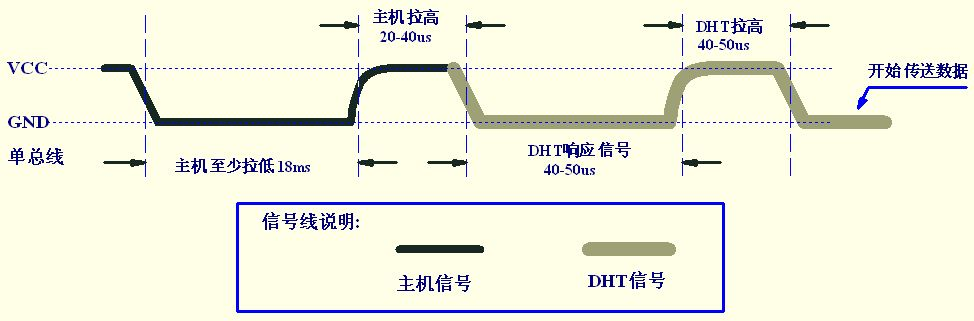 主机拉高
20-40us
DHT拉高
40-50us
VCC
开始传送数据
GND
单总线
主机至少拉低18ms
DHT响应信号
40-50us
信号线说明:
主机信号
DHT信号